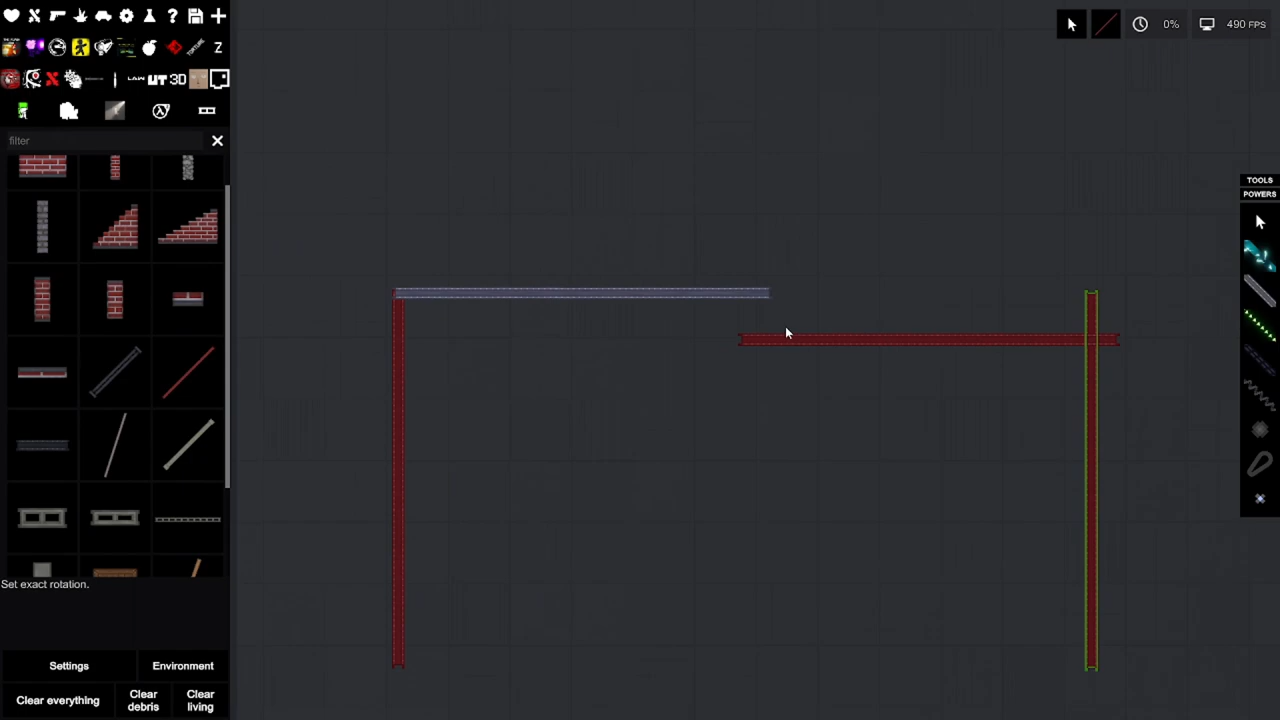 0%
490 FPS
Z
LAW
UT
3D
filter
TOOLS
POWERS
Set exact rotation.
Settings
Environment
Clear everything
Clear debris
Clear living